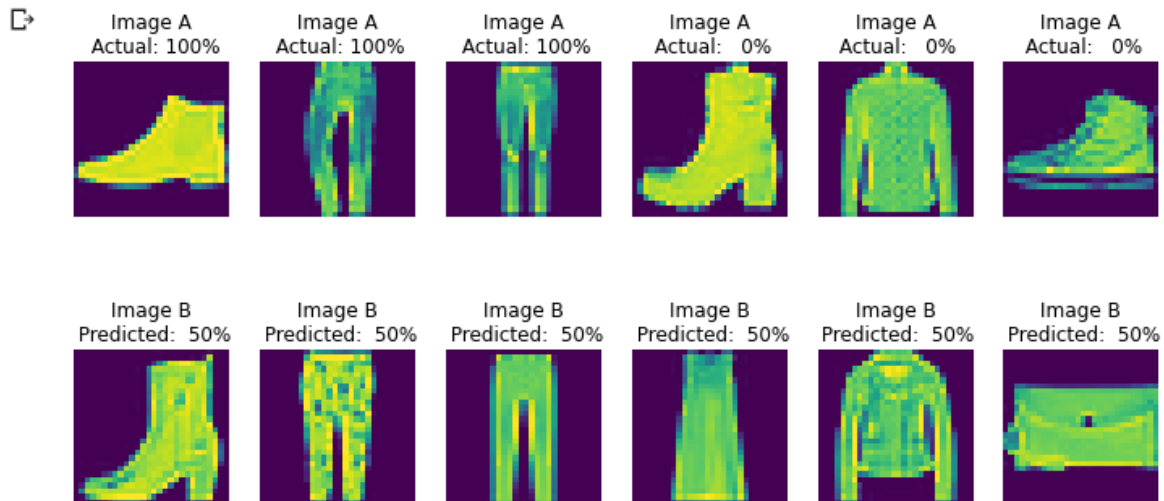 Image A Image A Image A Image A Image A Image A
Actual: 100% Actual: 100% Actual: 100% Actual: 0% Actual: 0% Actual: 0%
Image B Image B Image B Image B Image B Image B
Predicted: 50% Predicted: 50% Predicted: 50% Predicted: 50% Predicted: 50% Predicted: 50%